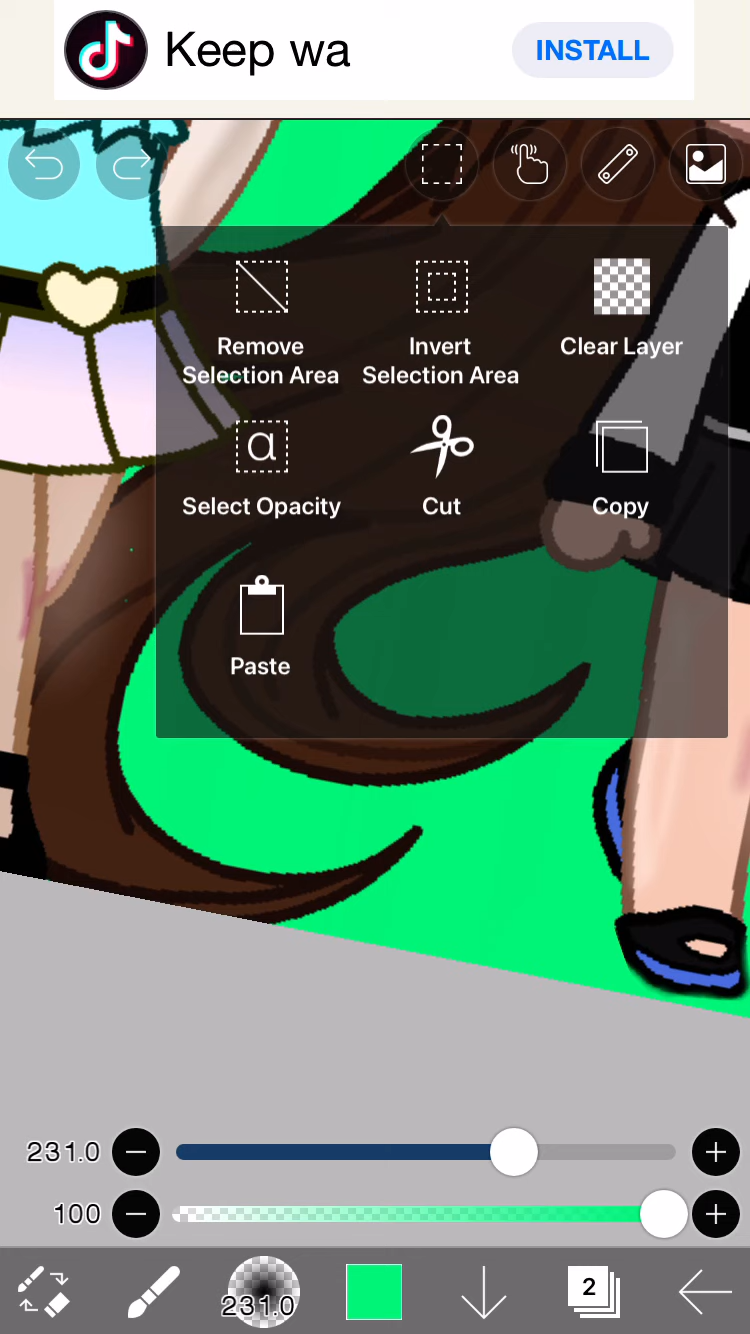 Keep wa
INSTALL
Remove
Selection Area
Invert
Selection Area
Clear Layer
α
Select Opacity
Cut
Copy
Paste
231.0
100
231.0
2